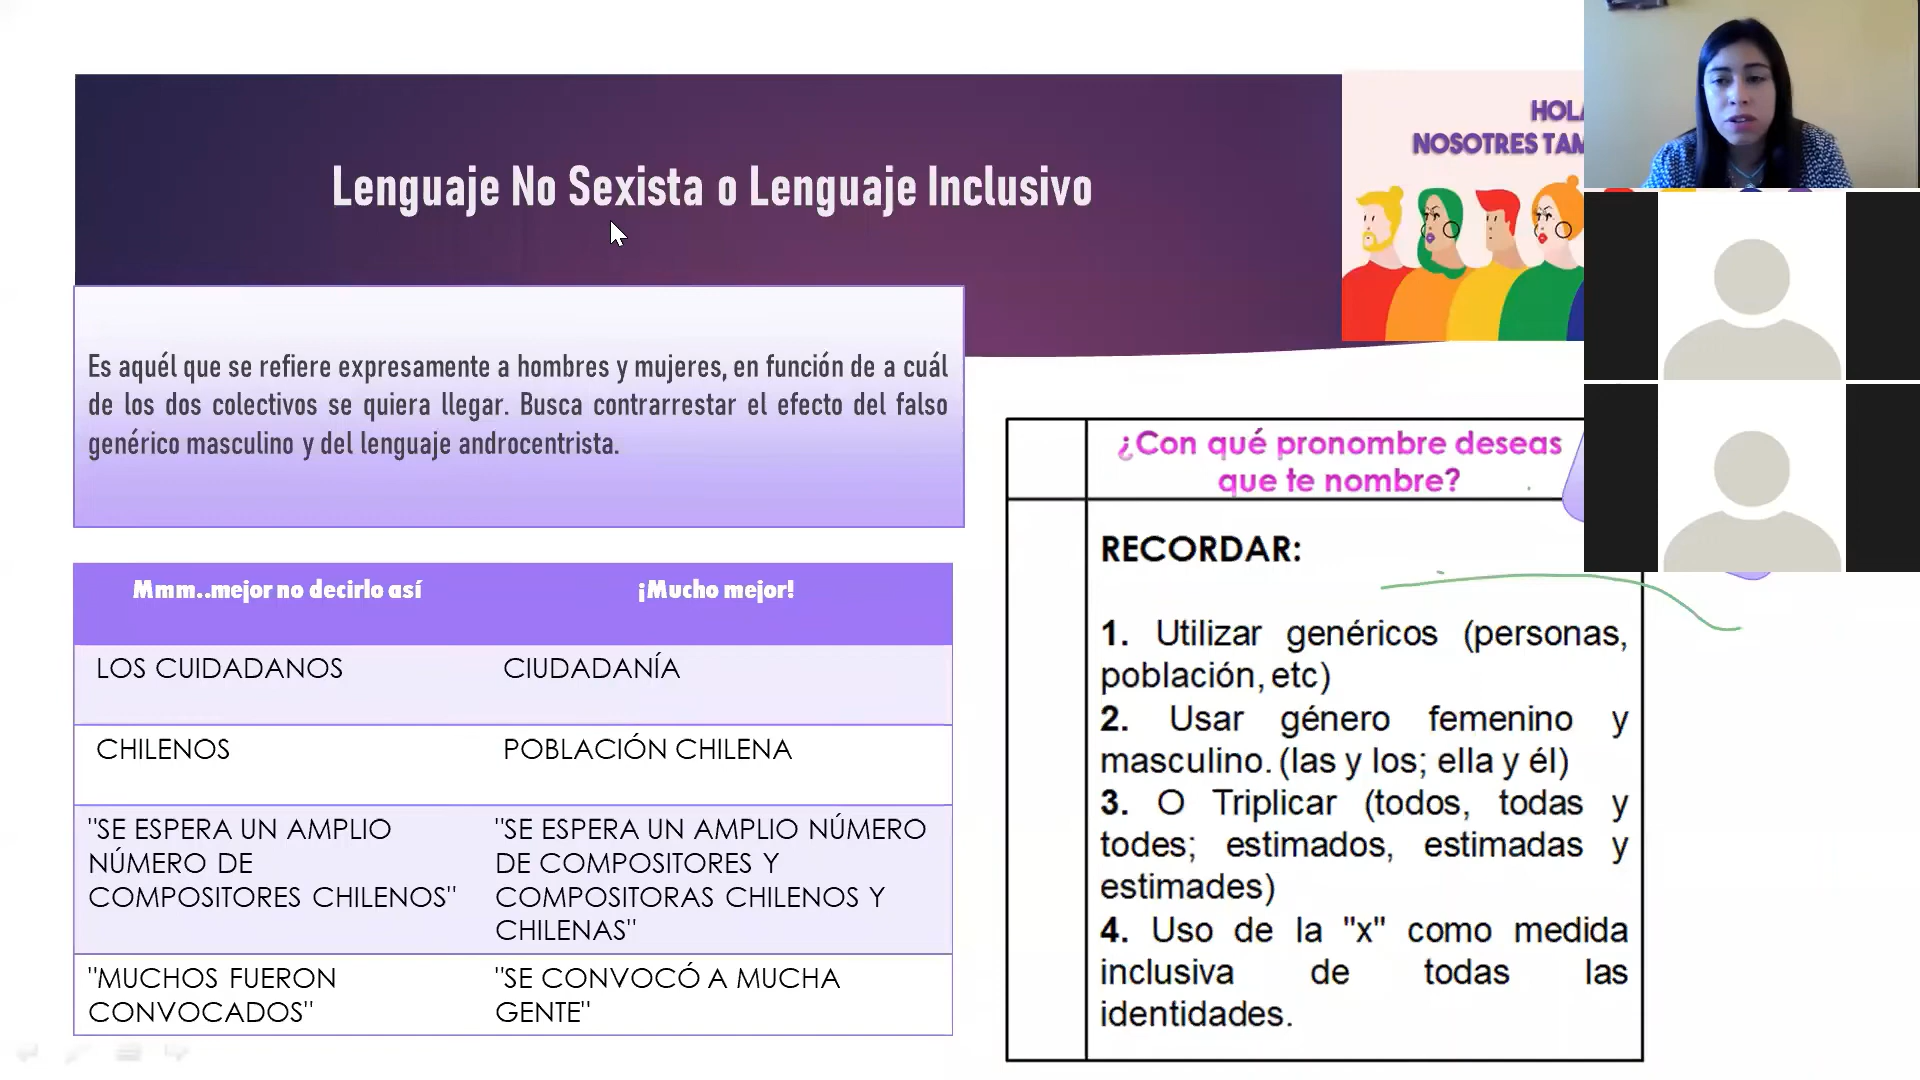 Lenguaje No Sexista o Lenguaje Inclusivo
HOLA
NOSOTRES
Es aquél que se refiere expresamente a hombres y mujeres, en función de a cuál
de los dos colectivos se quiera llegar. Busca contrarrestar el efecto del falso
genérico masculino y del lenguaje androcentrista.
Mmm..mejor no decirlo así
¡Mucho mejor!
LOS CUIDADANOS
CIUDADANÍA
CHILENOS
POBLACIÓN CHILENA
"SE ESPERA UN AMPLIO
NÚMERO DE
COMPOSITORES CHILENOS"
"SE ESPERA UN AMPLIO NÚMERO
DE COMPOSITORES Y
COMPOSITORAS CHILENOS Y
CHILENAS"
"MUCHOS FUERON
CONVOCADOS"
"SE CONVOCÓ A MUCHA
GENTE"
¿Con qué pronombre deseas
que te nombre?
RECORDAR:
1. Utilizar genéricos (personas,
población, etc)
2. Usar género femenino y
masculino. (las y los; ella y él)
3. O Triplicar (todos, todas y
todes; estimados, estimadas y
estimades)
4. Uso de la "x" como medida
inclusiva de todas las
identidades.